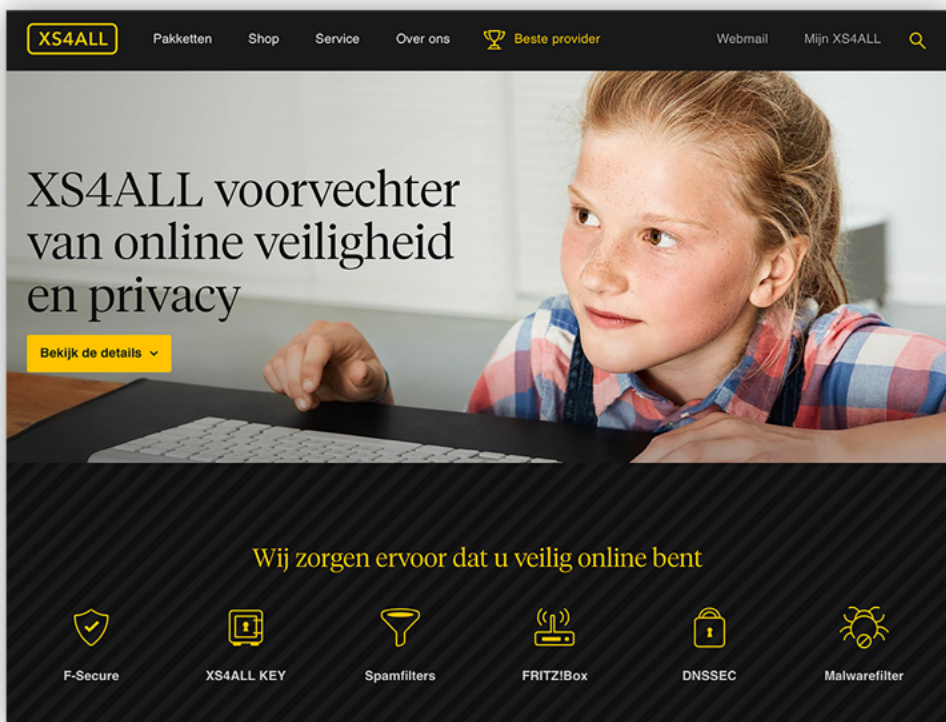 XS4ALL Pakketten Shop Service Over ons Beste provider Webmail Mijn XS4ALL
XS4ALL voorvechter
van online veiligheid
en privacy
Bekijk de details
Wij zorgen ervoor dat u veilig online bent
F-Secure XS4ALL KEY Spamfilters FRITZ!Box DNSSEC Malwarefilter